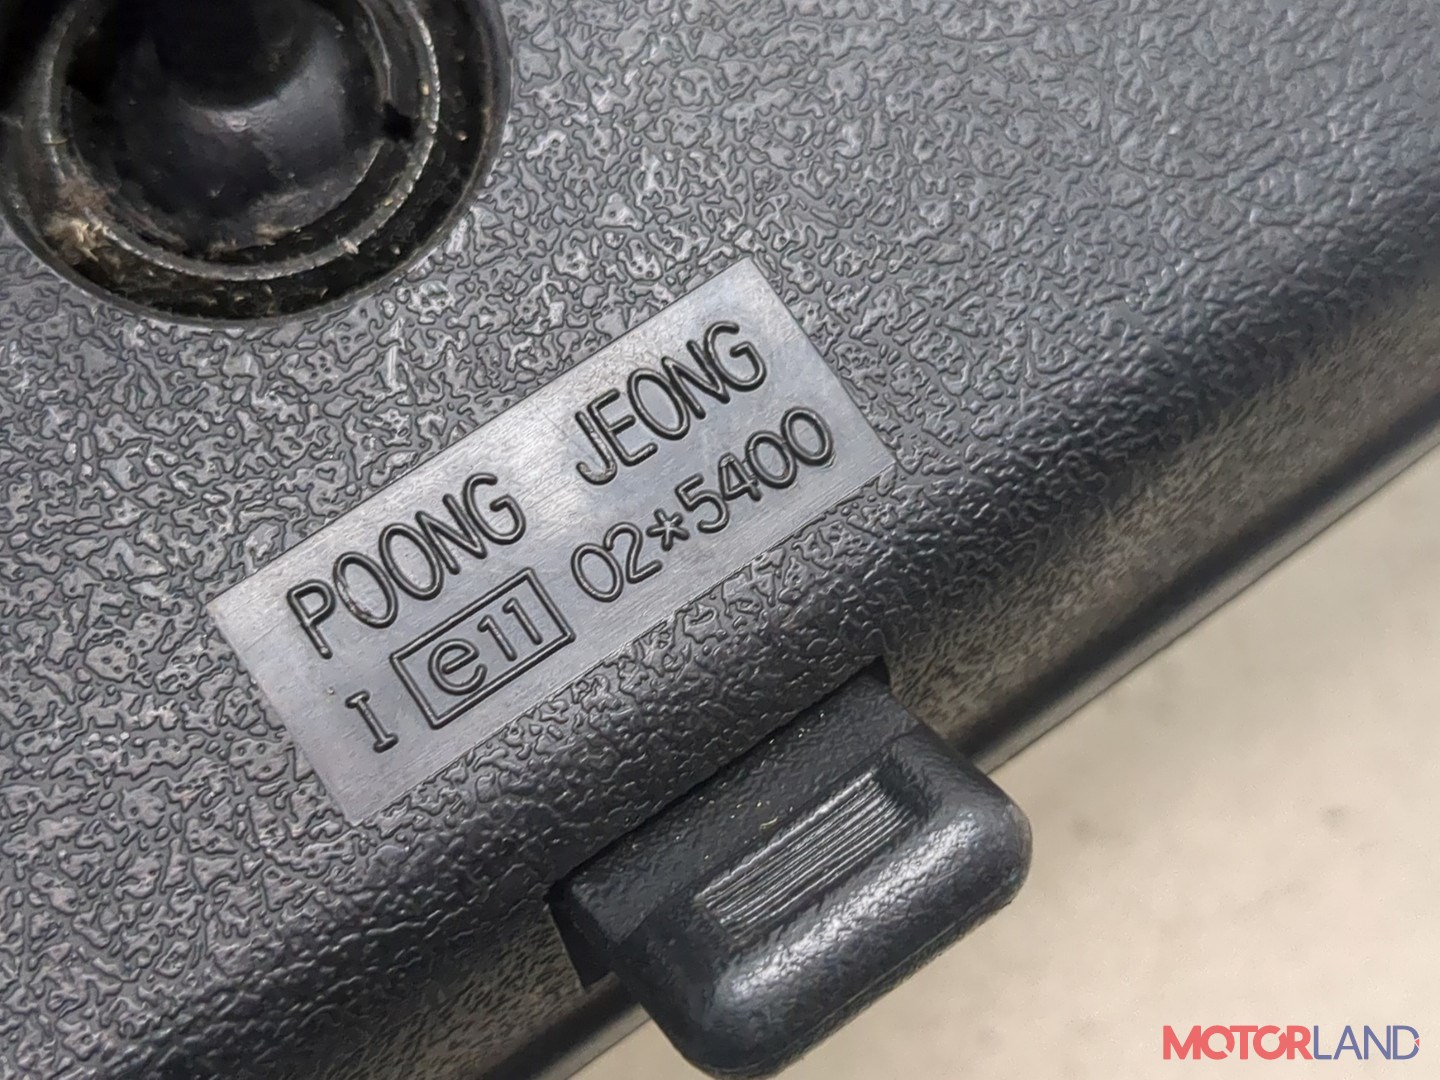 POONG JEONG
I e11 02*5400
MOTORLAND